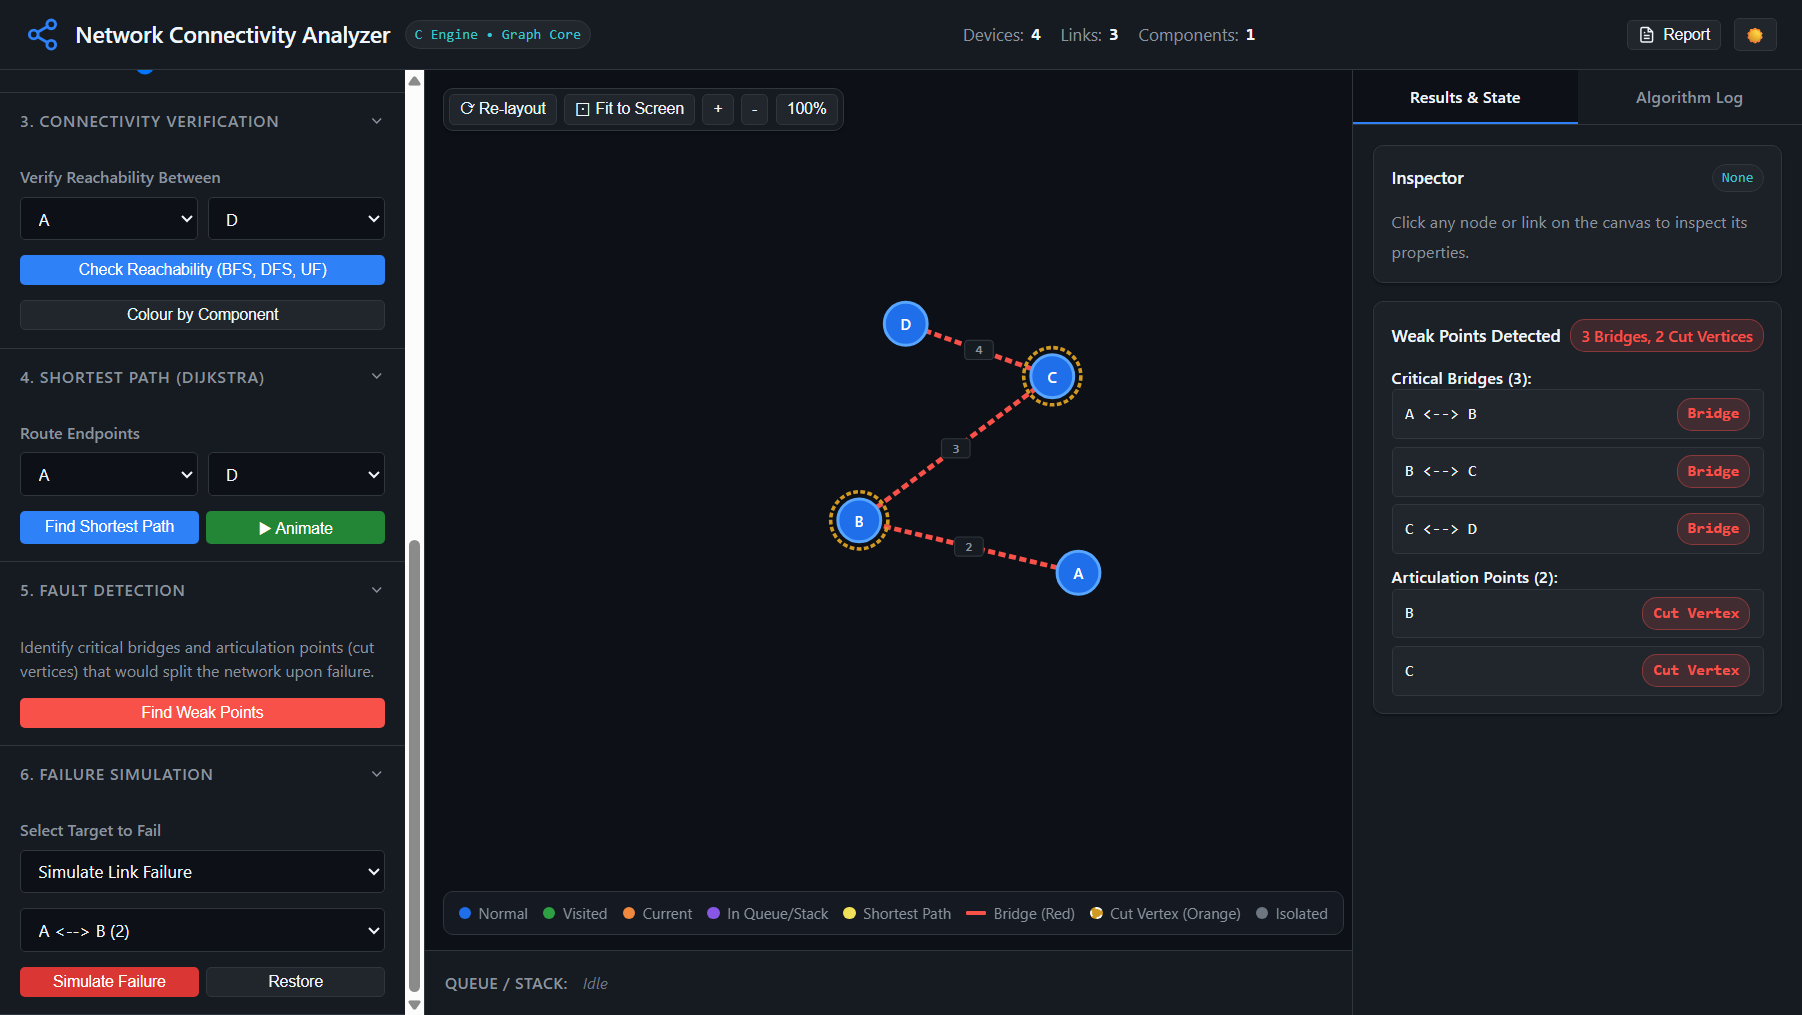 Network Connectivity Analyzer
C Engine • Graph Core
Devices: 4 Links: 3 Components: 1
Report
3. CONNECTIVITY VERIFICATION
Verify Reachability Between
A D
Check Reachability (BFS, DFS, UF)
Colour by Component
4. SHORTEST PATH (DIJKSTRA)
Route Endpoints
A D
Find Shortest Path ▶ Animate
5. FAULT DETECTION
Identify critical bridges and articulation points (cut
vertices) that would split the network upon failure.
Find Weak Points
6. FAILURE SIMULATION
Select Target to Fail
Simulate Link Failure
A <--> B (2)
Simulate Failure Restore
⟳ Re-layout ⊡ Fit to Screen + - 100%
D
4
C
3
B
2
A
Normal Visited Current In Queue/Stack Shortest Path Bridge (Red) Cut Vertex (Orange) Isolated
QUEUE / STACK: Idle
Results & State Algorithm Log
Inspector None
Click any node or link on the canvas to inspect its
properties.
Weak Points Detected 3 Bridges, 2 Cut Vertices
Critical Bridges (3):
A <--> B Bridge
B <--> C Bridge
C <--> D Bridge
Articulation Points (2):
B Cut Vertex
C Cut Vertex